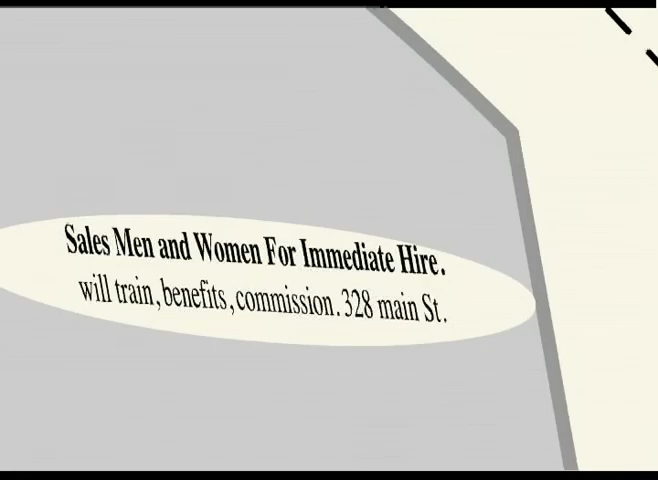 Sales Men and Women For Immediate Hire.
will train, benefits, commission. 328 main St.